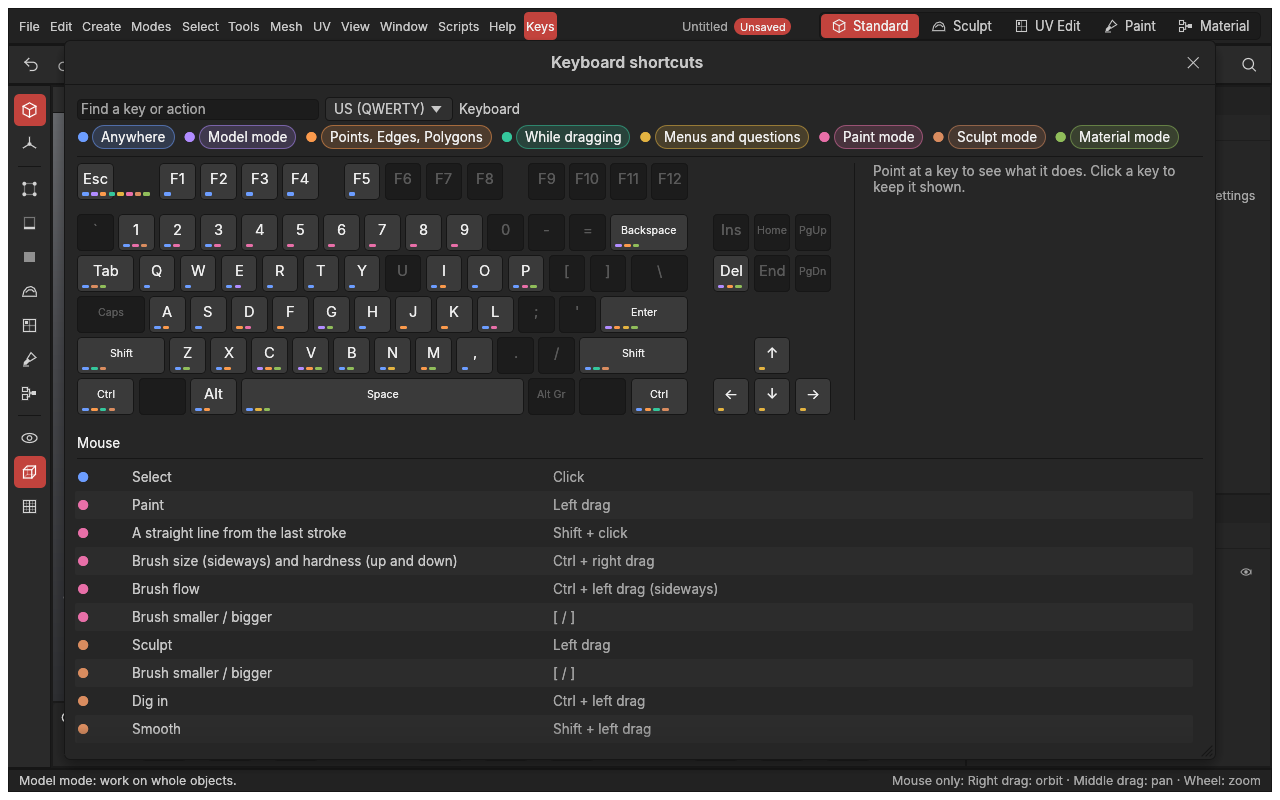 File Edit Create Modes Select Tools Mesh UV View Window Scripts Help Keys Untitled Unsaved Standard Sculpt UV Edit Paint Material
Keyboard shortcuts
Find a key or action US (QWERTY) Keyboard
Anywhere Model mode Points, Edges, Polygons While dragging Menus and questions Paint mode Sculpt mode Material mode
Esc F1 F2 F3 F4 F5 F6 F7 F8 F9 F10 F11 F12
Point at a key to see what it does. Click a key to
keep it shown.
ettings
` 1 2 3 4 5 6 7 8 9 0 - = Backspace Ins Home PgUp
Tab Q W E R T Y U I O P [ ] \ Del End PgDn
Caps A S D F G H J K L ; ' Enter
Shift Z X C V B N M , . / Shift ↑
Ctrl Alt Space Alt Gr Ctrl ← ↓ →
Mouse
Select Click
Paint Left drag
A straight line from the last stroke Shift + click
Brush size (sideways) and hardness (up and down) Ctrl + right drag
Brush flow Ctrl + left drag (sideways)
Brush smaller / bigger [ / ]
Sculpt Left drag
Brush smaller / bigger [ / ]
Dig in Ctrl + left drag
Smooth Shift + left drag
Model mode: work on whole objects. Mouse only: Right drag: orbit · Middle drag: pan · Wheel: zoom